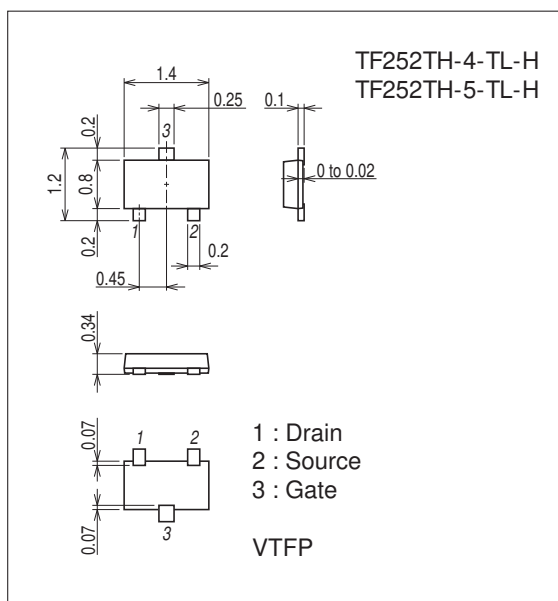 TF252TH-4-TL-H
TF252TH-5-TL-H
1.4
0.25
0.1
3
0.2
1.2
0.8
0 to 0.02
0.2
1
2
0.2
0.45
0.34
0.07
1
2
1 : Drain
2 : Source
3 : Gate
3
0.07
VTFP